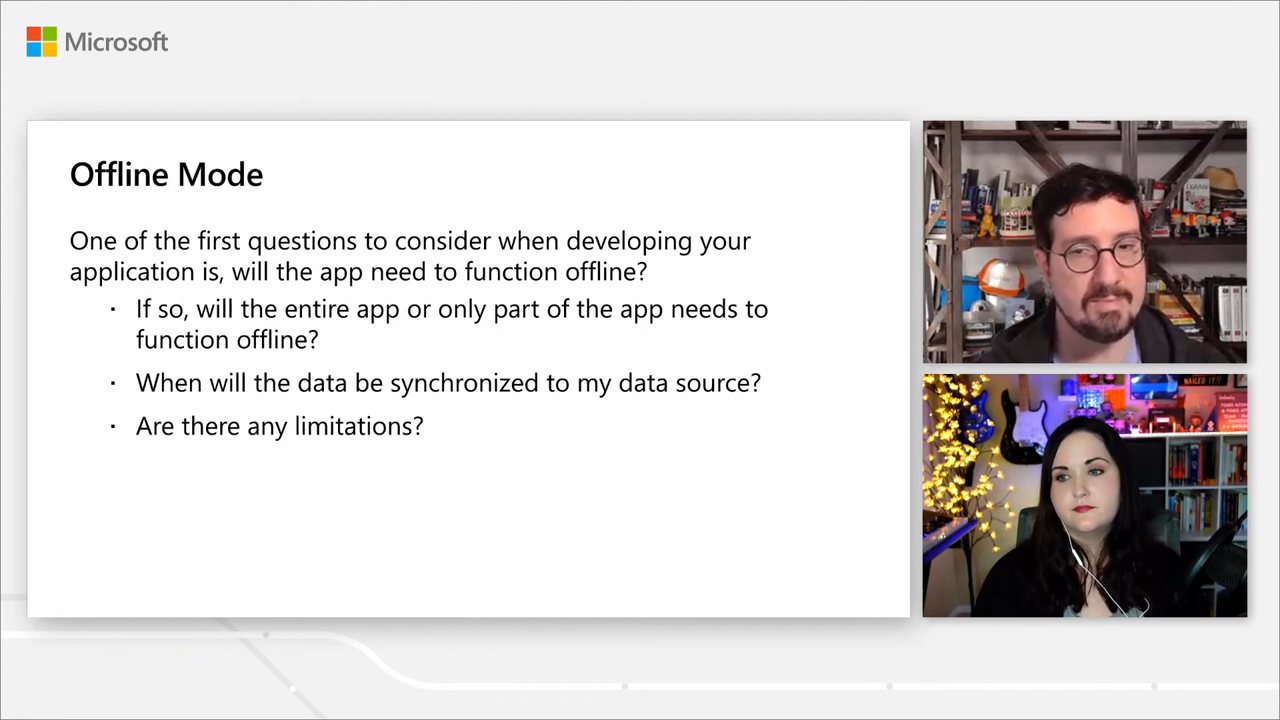 Microsoft
Offline Mode
One of the first questions to consider when developing your
application is, will the app need to function offline?
· If so, will the entire app or only part of the app needs to
function offline?
· When will the data be synchronized to my data source?
· Are there any limitations?
NAILED IT!